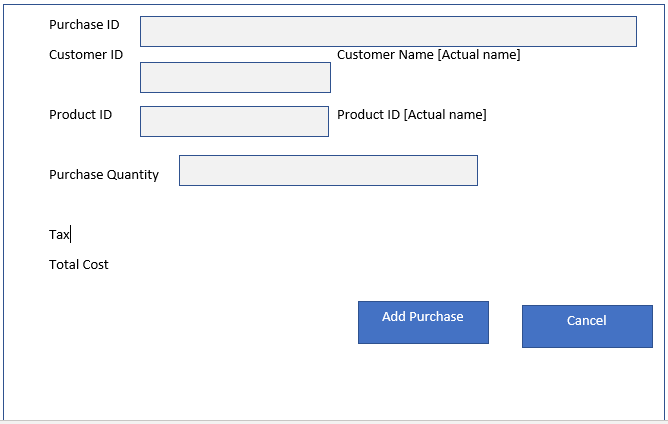 Purchase ID
Customer ID Customer Name [Actual name]
Product ID Product ID [Actual name]
Purchase Quantity
Tax
Total Cost
Add Purchase Cancel